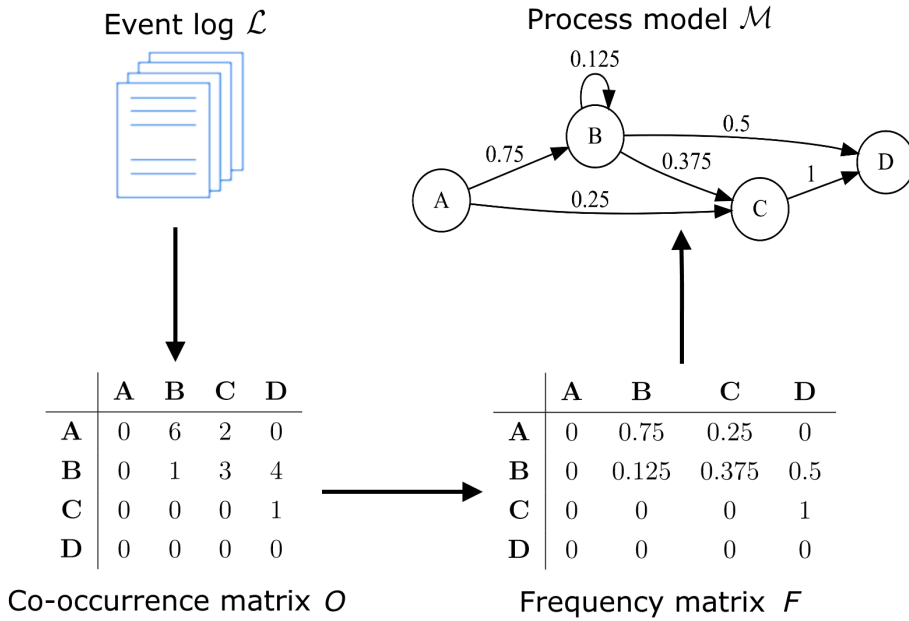 Event log ℒ
Process model ℳ
0.125
B
0.5
D
0.75
0.375
1
A
0.25
C
A B C D
A 0 6 2 0
B 0 1 3 4
C 0 0 0 1
D 0 0 0 0
Co-occurrence matrix O
A B C D
A 0 0.75 0.25 0
B 0 0.125 0.375 0.5
C 0 0 0 1
D 0 0 0 0
Frequency matrix F